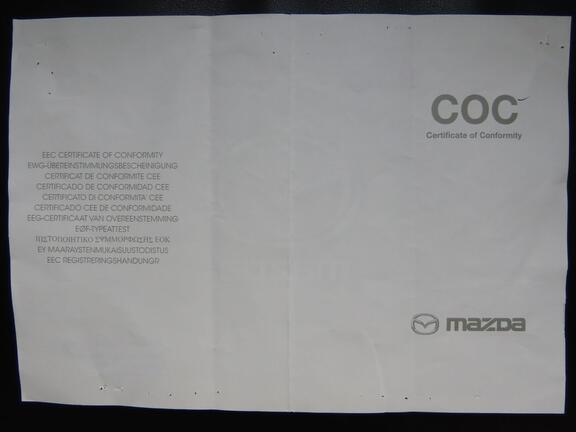 EEC CERTIFICATE OF CONFORMITY
EWG-ÜBEREINSTIMMUNGSBESCHEINIGUNG
CERTIFICAT DE CONFORMITE CEE
CERTIFICADO DE CONFORMIDAD CEE
CERTIFICATO DI CONFORMITA' CEE
CERTIFICADO CEE DE CONFORMIDADE
EEG-CERTIFICAAT VAN OVEREENSTEMMING
EØF-TYPEATTEST
ΠΙΣΤΟΠΟΙΗΤΙΚΟ ΣΥΜΜΟΡΦΩΣΗΣ ΕΟΚ
EY MAARAYSTENMUKAISUUSTODISTUS
EEC REGISTRERINGSHANDUNGR
COC
Certificate of Conformity
mazda